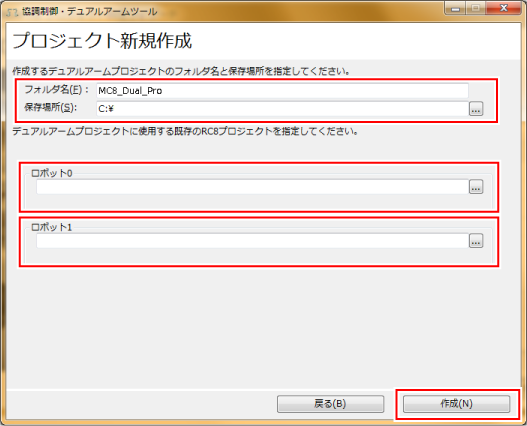 協調制御・デュアルアームツール
プロジェクト新規作成
作成するデュアルアームプロジェクトのフォルダ名と保存場所を指定してください。
フォルダ名(F)： MC8_Dual_Pro
保存場所(S)： C:¥ ...
デュアルアームプロジェクトに使用する既存のRC8プロジェクトを指定してください。
ロボット0
...
ロボット1
...
戻る(B) 作成(N)